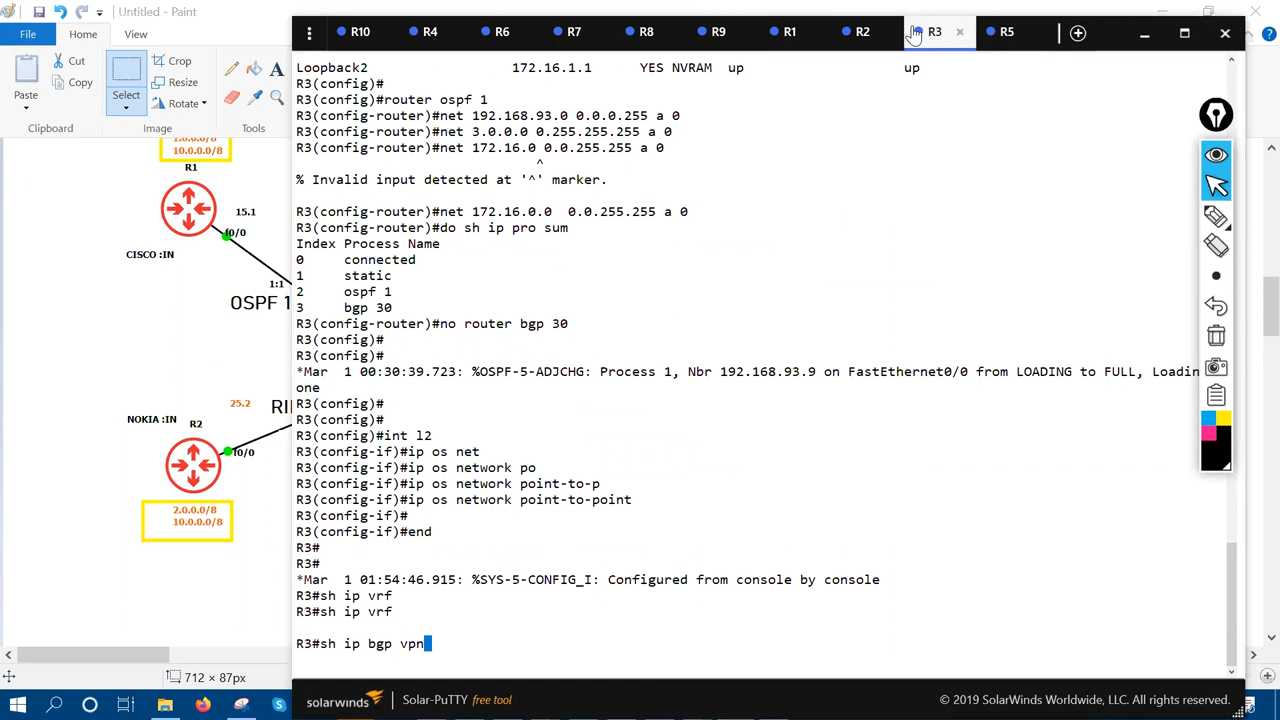 Untitled - Paint
File
Home
View
Paste
Cut
Copy
Clipboard
Select
Crop
Resize
Rotate
Image
A
Tools
1.0.0.0/8
10.0.0.0/8
R1
15.1
f0/0
CISCO :IN
1:1
OSPF 1
25.2
RI
NOKIA :IN
R2
f0/0
2.0.0.0/8
10.0.0.0/8
712 × 87px
R10
R4
R6
R7
R8
R9
R1
R2
R3
R5
Loopback2 172.16.1.1 YES NVRAM up up
R3(config)#
R3(config)#router ospf 1
R3(config-router)#net 192.168.93.0 0.0.0.255 a 0
R3(config-router)#net 3.0.0.0 0.255.255.255 a 0
R3(config-router)#net 172.16.0 0.0.255.255 a 0
^
% Invalid input detected at '^' marker.
R3(config-router)#net 172.16.0.0  0.0.255.255 a 0
R3(config-router)#do sh ip pro sum
Index Process Name
0 connected
1 static
2 ospf 1
3 bgp 30
R3(config-router)#no router bgp 30
R3(config)#
R3(config)#
*Mar  1 00:30:39.723: %OSPF-5-ADJCHG: Process 1, Nbr 192.168.93.9 on FastEthernet0/0 from LOADING to FULL, Loadin
one
R3(config)#
R3(config)#
R3(config)#int l2
R3(config-if)#ip os net
R3(config-if)#ip os network po
R3(config-if)#ip os network point-to-p
R3(config-if)#ip os network point-to-point
R3(config-if)#
R3(config-if)#end
R3#
R3#
*Mar  1 01:54:46.915: %SYS-5-CONFIG_I: Configured from console by console
R3#sh ip vrf
R3#sh ip vrf
R3#sh ip bgp vpn
solarwinds
Solar-PuTTY free tool
© 2019 SolarWinds Worldwide, LLC. All rights reserved.